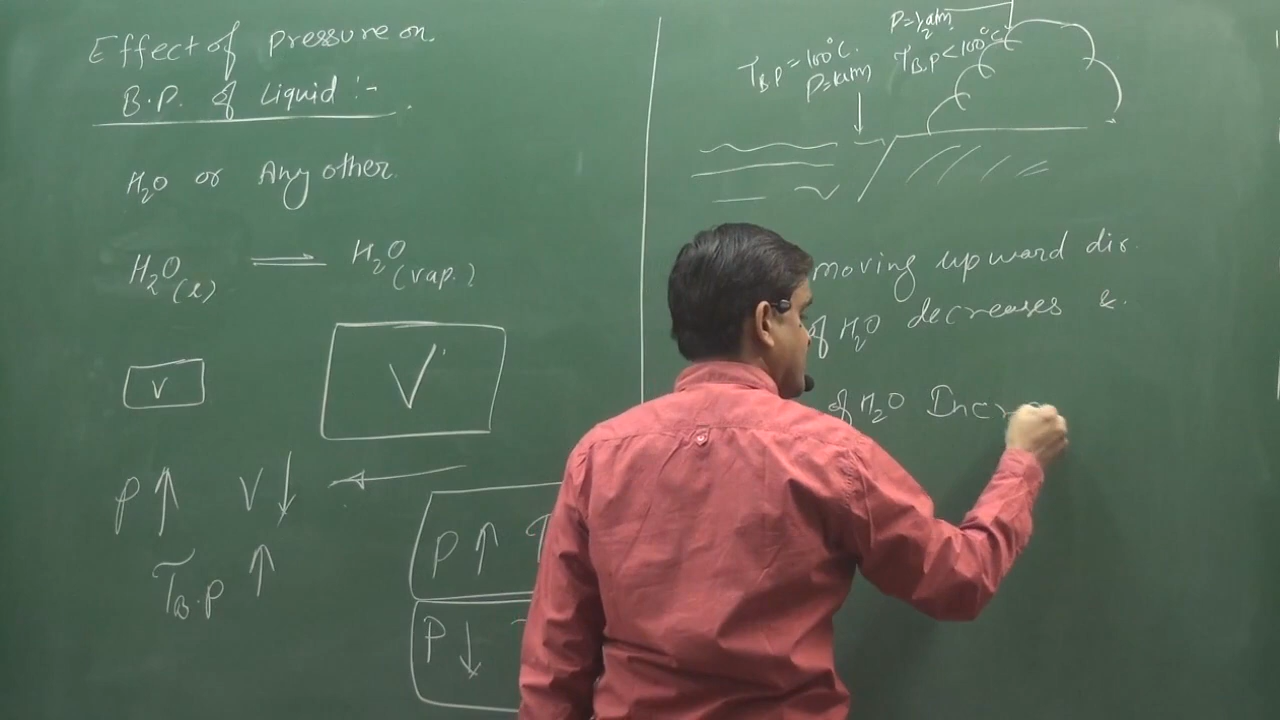 Effect of Pressure on
B.P. of Liquid :-
H2O or Any other.
H2O(l) ⇌ H2O(vap.)
V
V
P↑ V↓ ←
TB.P ↑
P↑
P↓
P=½atm
TB.P=100°C. TB.P<100°C
P=1atm
moving upward dir.
of H2O decreases &.
of H2O Incr